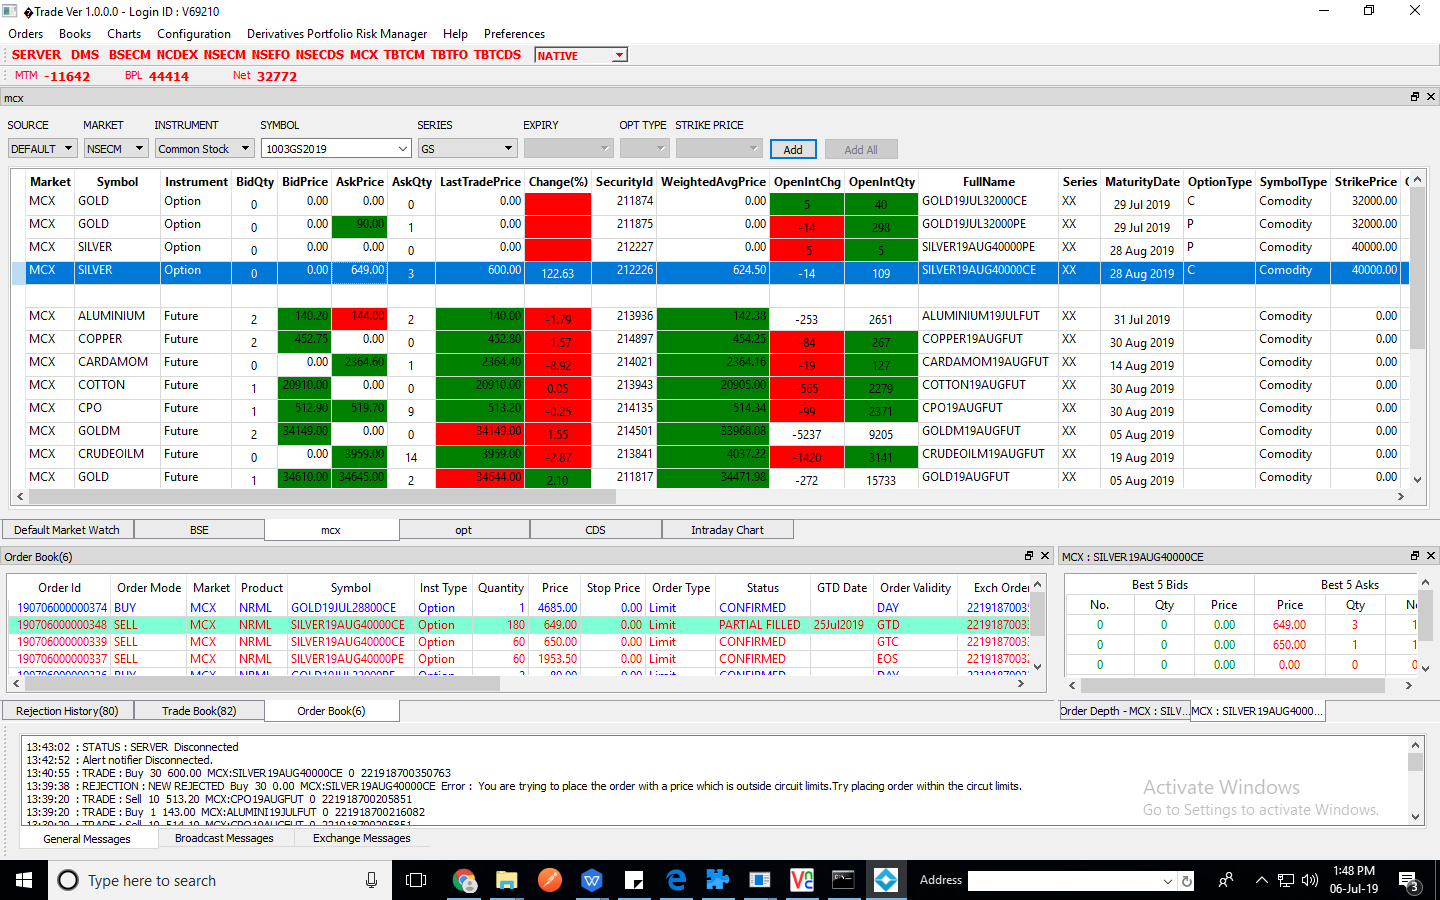 �Trade Ver 1.0.0.0 - Login ID : V69210
Orders Books Charts Configuration Derivatives Portfolio Risk Manager Help Preferences
SERVER DMS BSECM NCDEX NSECM NSEFO NSECDS MCX TBTCM TBTFO TBTCDS NATIVE
MTM -11642 BPL 44414 Net 32772
mcx
SOURCE MARKET INSTRUMENT SYMBOL SERIES EXPIRY OPT TYPE STRIKE PRICE
DEFAULT NSECM Common Stock 1003GS2019 GS Add Add All
Market Symbol Instrument BidQty BidPrice AskPrice AskQty LastTradePrice Change(%) SecurityId WeightedAvgPrice OpenIntChg OpenIntQty FullName Series MaturityDate OptionType SymbolType StrikePrice
MCX GOLD Option 0 0.00 0.00 0 0.00 211874 0.00 5 40 GOLD19JUL32000CE XX 29 Jul 2019 C Comodity 32000.00
MCX GOLD Option 0 0.00 90.00 1 0.00 211875 0.00 -14 298 GOLD19JUL32000PE XX 29 Jul 2019 P Comodity 32000.00
MCX SILVER Option 0 0.00 0.00 0 0.00 212227 0.00 -5 5 SILVER19AUG40000PE XX 28 Aug 2019 P Comodity 40000.00
MCX SILVER Option 0 0.00 649.00 3 600.00 122.63 212226 624.50 -14 109 SILVER19AUG40000CE XX 28 Aug 2019 C Comodity 40000.00
MCX ALUMINIUM Future 2 140.20 144.00 2 140.00 -1.79 213936 142.38 -253 2651 ALUMINIUM19JULFUT XX 31 Jul 2019 Comodity 0.00
MCX COPPER Future 2 452.75 0.00 0 452.80 -1.57 214897 454.25 -84 267 COPPER19AUGFUT XX 30 Aug 2019 Comodity 0.00
MCX CARDAMOM Future 0 0.00 2364.60 1 2364.40 -8.92 214021 2364.16 -19 127 CARDAMOM19AUGFUT XX 14 Aug 2019 Comodity 0.00
MCX COTTON Future 1 20910.00 0.00 0 20910.00 0.05 213943 20905.00 -565 2279 COTTON19AUGFUT XX 30 Aug 2019 Comodity 0.00
MCX CPO Future 1 512.90 519.70 9 513.20 -0.25 214135 514.34 -99 2371 CPO19AUGFUT XX 30 Aug 2019 Comodity 0.00
MCX GOLDM Future 2 34149.00 0.00 0 34149.00 1.55 214501 33968.08 -5237 9205 GOLDM19AUGFUT XX 05 Aug 2019 Comodity 0.00
MCX CRUDEOILM Future 0 0.00 3959.00 14 3959.00 -2.87 213841 4037.22 -1420 3141 CRUDEOILM19AUGFUT XX 19 Aug 2019 Comodity 0.00
MCX GOLD Future 1 34610.00 34645.00 2 34644.00 2.10 211817 34471.98 -272 15733 GOLD19AUGFUT XX 05 Aug 2019 Comodity 0.00
Default Market Watch BSE mcx opt CDS Intraday Chart
Order Book(6)
Order Id Order Mode Market Product Symbol Inst Type Quantity Price Stop Price Order Type Status GTD Date Order Validity Exch Order
190706000000374 BUY MCX NRML GOLD19JUL28800CE Option 1 4685.00 0.00 Limit CONFIRMED DAY
190706000000348 SELL MCX NRML SILVER19AUG40000CE Option 180 649.00 0.00 Limit PARTIAL FILLED 25Jul2019 GTD
190706000000339 SELL MCX NRML SILVER19AUG40000CE Option 60 650.00 0.00 Limit CONFIRMED GTC
190706000000337 SELL MCX NRML SILVER19AUG40000PE Option 60 1953.50 0.00 Limit CONFIRMED EOS
MCX : SILVER19AUG40000CE
Best 5 Bids Best 5 Asks
No. Qty Price Price Qty
0 0 0.00 649.00 3 1
0 0 0.00 650.00 1 1
0 0 0.00 0.00 0 0
Rejection History(80) Trade Book(82) Order Book(6)
Order Depth - MCX : SILV... MCX : SILVER19AUG4000...
13:43:02 : STATUS : SERVER Disconnected
13:42:52 : Alert notifier Disconnected.
13:40:55 : TRADE : Buy 30 600.00 MCX:SILVER19AUG40000CE 0 221918700350763
13:39:38 : REJECTION : NEW REJECTED Buy 30 0.00 MCX:SILVER19AUG40000CE Error : You are trying to place the order with a price which is outside circuit limits.Try placing order within the circut limits.
13:39:20 : TRADE : Sell 10 513.20 MCX:CPO19AUGFUT 0 221918700205851
13:39:20 : TRADE : Buy 1 143.00 MCX:ALUMINI19JULFUT 0 221918700216082
13:39:20 : TRADE : Sell 10 514.10 MCX:CPO19AUGFUT 0 221918700205851
Activate Windows
Go to Settings to activate Windows.
General Messages Broadcast Messages Exchange Messages
Type here to search Address 1:48 PM
06-Jul-19 3